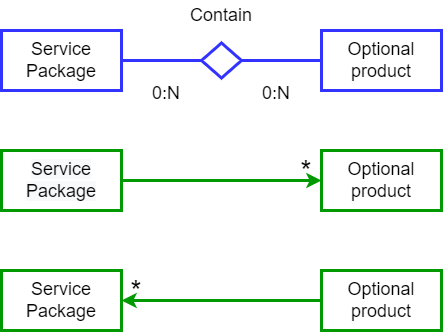 Contain
Service
Package
Optional
product
0:N
0:N
Service
Package
*
Optional
product
Service
Package
*
Optional
product